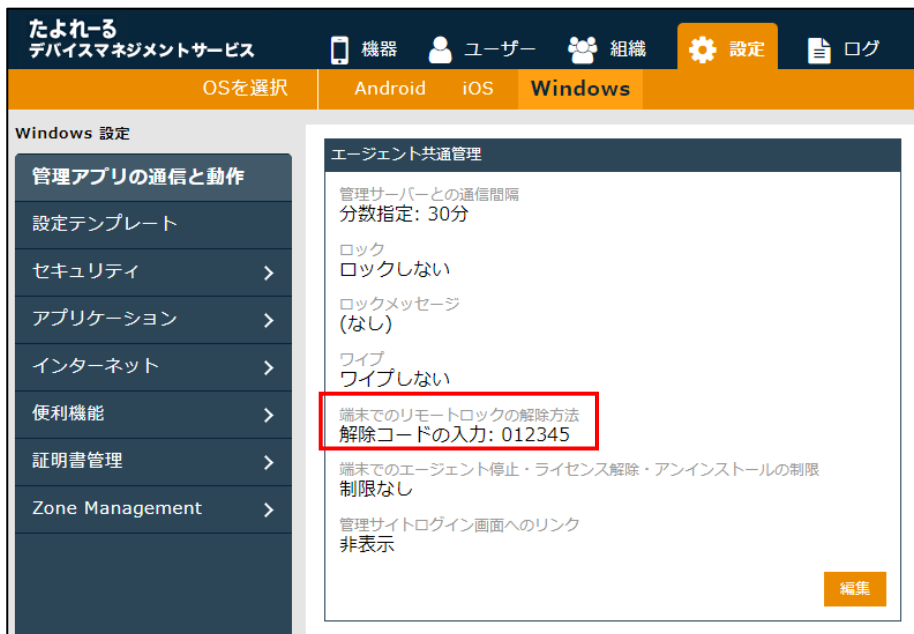 たよれーる
デバイスマネジメントサービス
機器
ユーザー
組織
設定
ログ
OSを選択
Android
iOS
Windows
Windows 設定
管理アプリの通信と動作
設定テンプレート
セキュリティ
アプリケーション
インターネット
便利機能
証明書管理
Zone Management
エージェント共通管理
管理サーバーとの通信間隔
分数指定: 30分
ロック
ロックしない
ロックメッセージ
(なし)
ワイプ
ワイプしない
端末でのリモートロックの解除方法
解除コードの入力: 012345
端末でのエージェント停止・ライセンス解除・アンインストールの制限
制限なし
管理サイトログイン画面へのリンク
非表示
編集